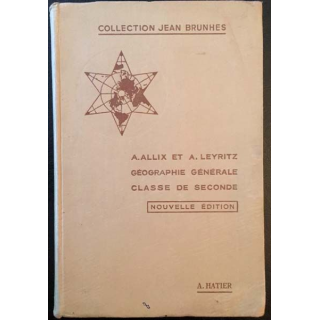 COLLECTION JEAN BRUNHES
A. ALLIX ET A. LEYRITZ
GÉOGRAPHIE GÉNÉRALE
CLASSE DE SECONDE
NOUVELLE ÉDITION
A. HATIER